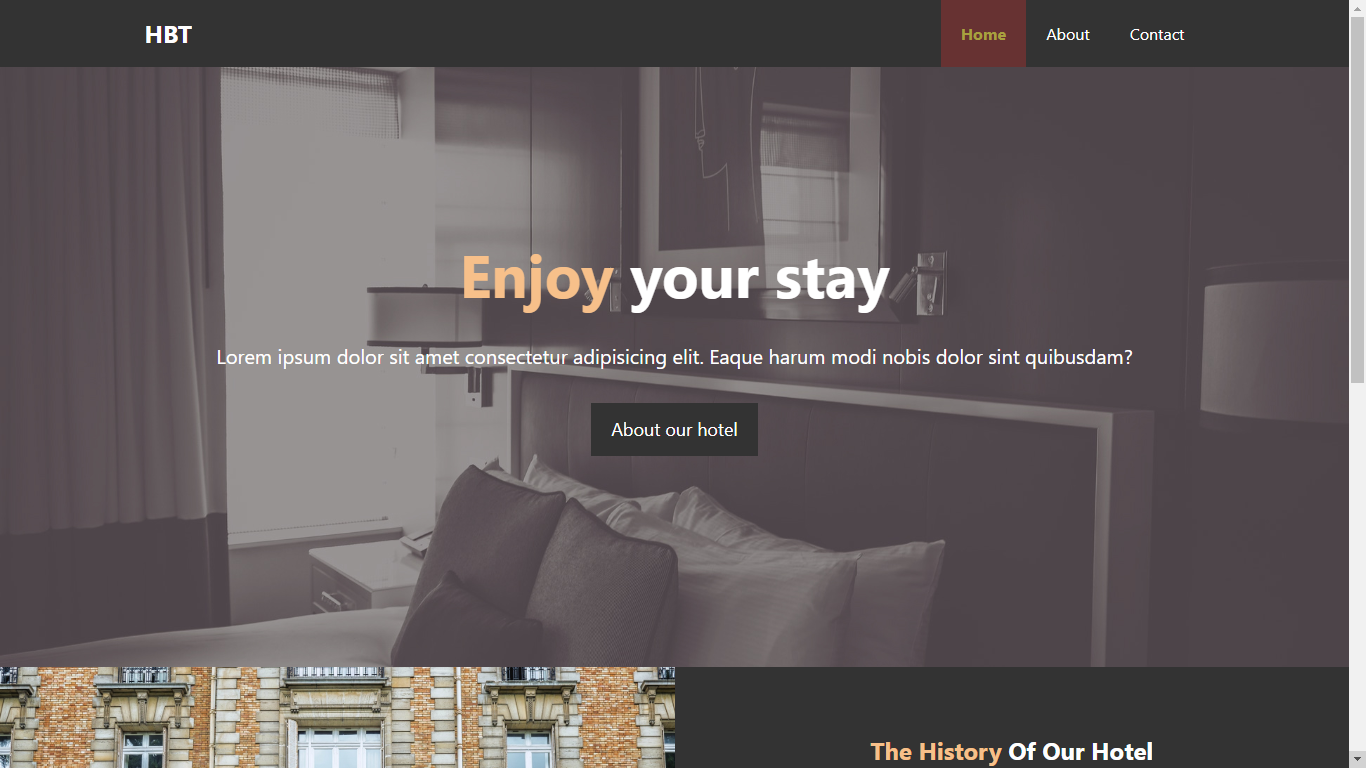 HBT
Home
About
Contact
Enjoy your stay
Lorem ipsum dolor sit amet consectetur adipisicing elit. Eaque harum modi nobis dolor sint quibusdam?
About our hotel
The History Of Our Hotel